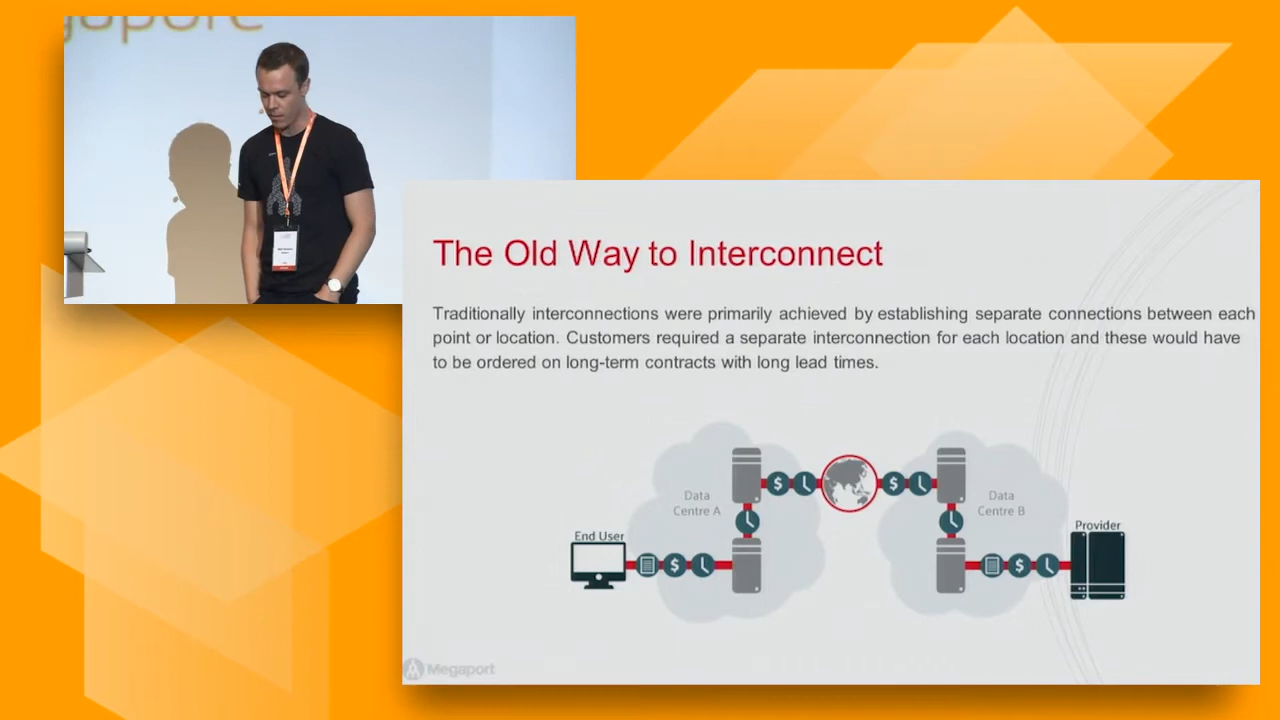 gaport
The Old Way to Interconnect
Traditionally interconnections were primarily achieved by establishing separate connections between each
point or location. Customers required a separate interconnection for each location and these would have
to be ordered on long-term contracts with long lead times.
Data
Centre A
Data
Centre B
End User
Provider
$
$
$
$
Megaport